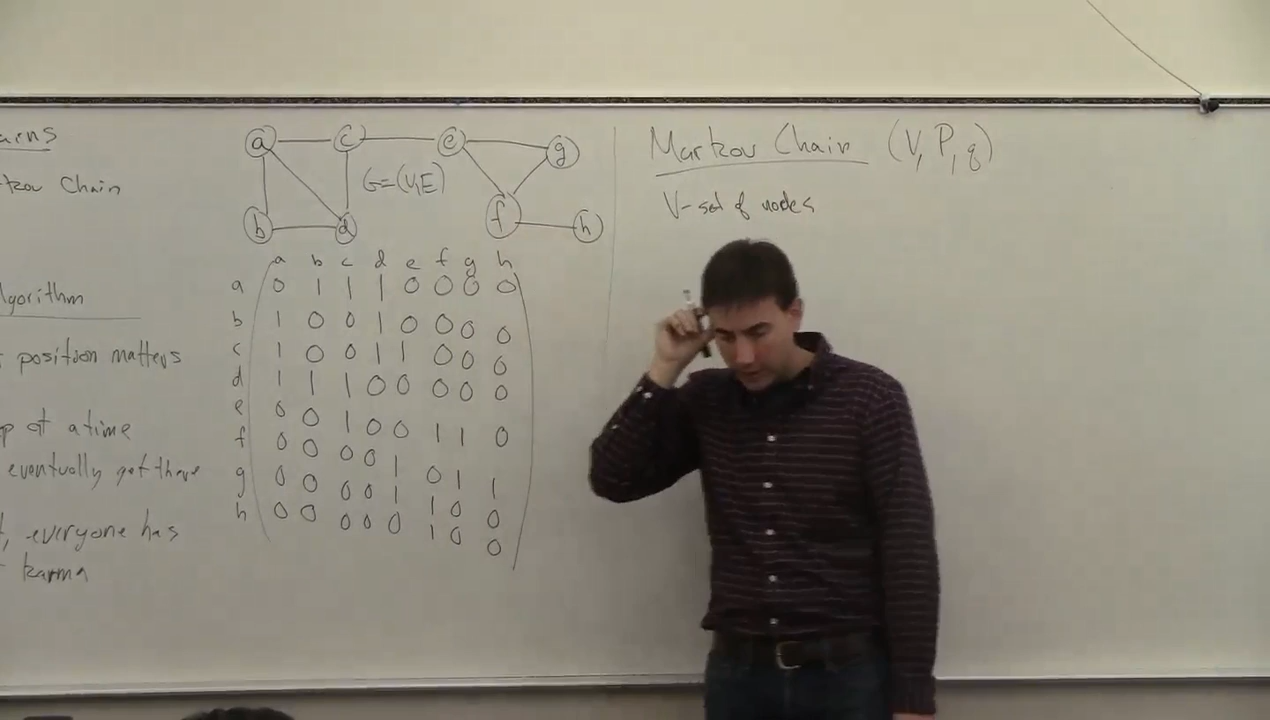 ains
rkov Chain
lgorithm
position matters
p at a time
eventually get there
, everyone has
karma
a c e g
G=(V,E)
b d f h
a b c d e f g h
a 0 1 1 1 0 0 0 0
b 1 0 0 1 0 0 0 0
c 1 0 0 1 1 0 0 0
d 1 1 1 0 0 0 0 0
e 0 0 1 0 0 1 1 0
f 0 0 0 0 1 0 1 1
g 0 0 0 0 1 1 0 0
h 0 0 0 0 0 1 0 0
Markov Chain (V, P, q)
V - set of nodes